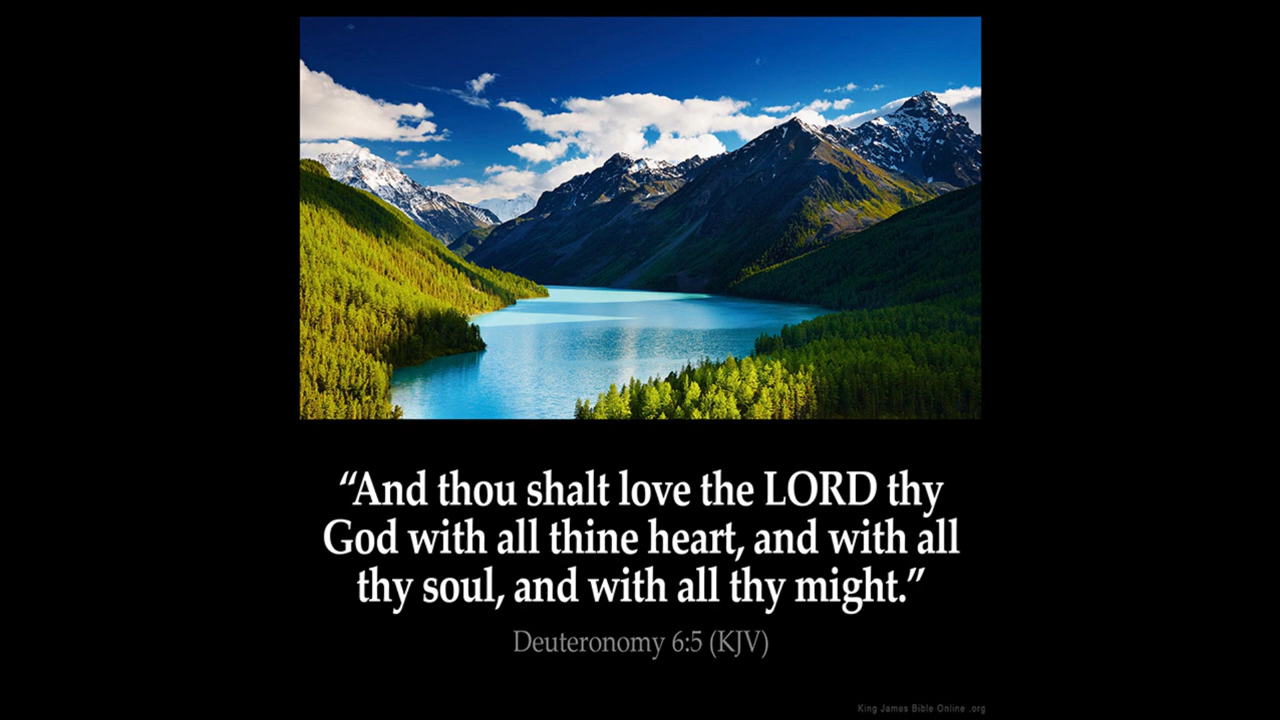 “And thou shalt love the LORD thy
God with all thine heart, and with all
thy soul, and with all thy might.”
Deuteronomy 6:5 (KJV)
King James Bible Online .org